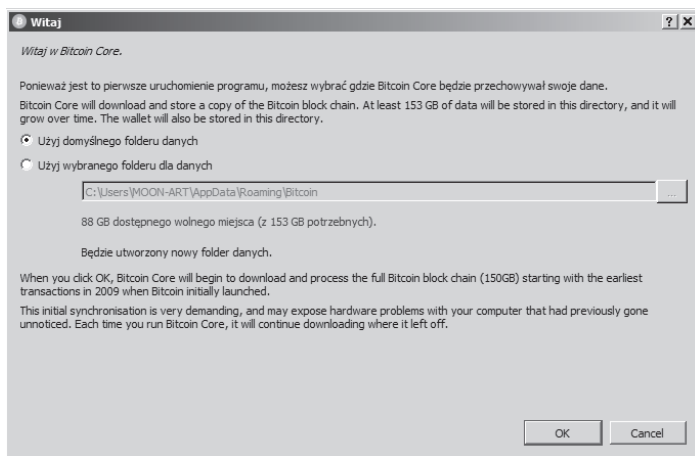 Witaj
Witaj w Bitcoin Core.
Ponieważ jest to pierwsze uruchomienie programu, możesz wybrać gdzie Bitcoin Core będzie przechowywał swoje dane.
Bitcoin Core will download and store a copy of the Bitcoin block chain. At least 153 GB of data will be stored in this directory, and it will
grow over time. The wallet will also be stored in this directory.
Użyj domyślnego folderu danych
Użyj wybranego folderu dla danych
C:\Users\MOON-ART\AppData\Roaming\Bitcoin
...
88 GB dostępnego wolnego miejsca (z 153 GB potrzebnych).
Będzie utworzony nowy folder danych.
When you click OK, Bitcoin Core will begin to download and process the full Bitcoin block chain (150GB) starting with the earliest
transactions in 2009 when Bitcoin initially launched.
This initial synchronisation is very demanding, and may expose hardware problems with your computer that had previously gone
unnoticed. Each time you run Bitcoin Core, it will continue downloading where it left off.
OK Cancel